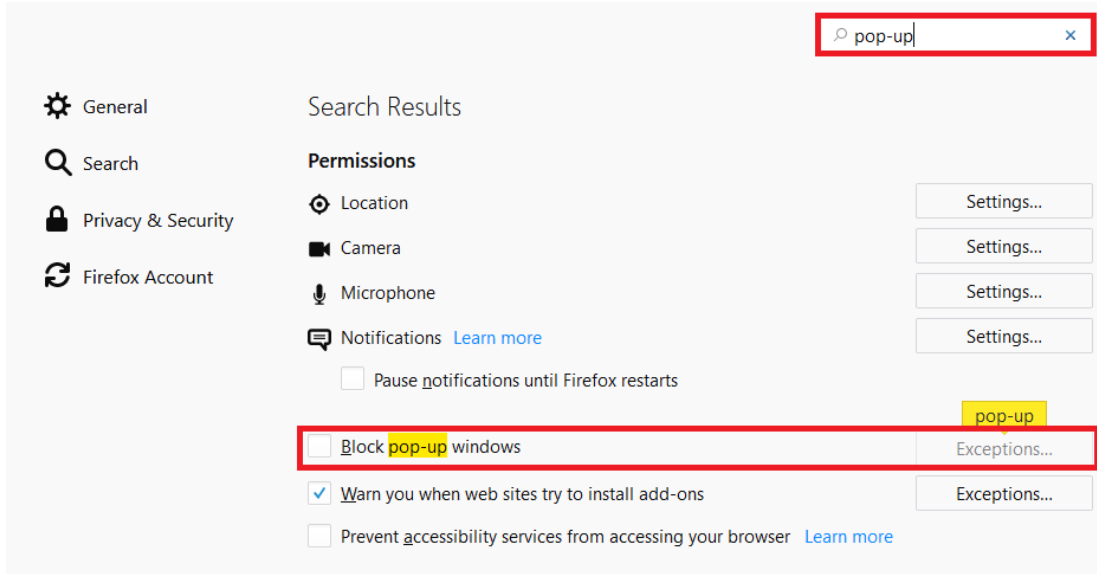 pop-up
General
Search
Privacy & Security
Firefox Account
Search Results
Permissions
Location Settings...
Camera Settings...
Microphone Settings...
Notifications Learn more Settings...
Pause notifications until Firefox restarts
pop-up
Block pop-up windows Exceptions...
Warn you when web sites try to install add-ons Exceptions...
Prevent accessibility services from accessing your browser Learn more